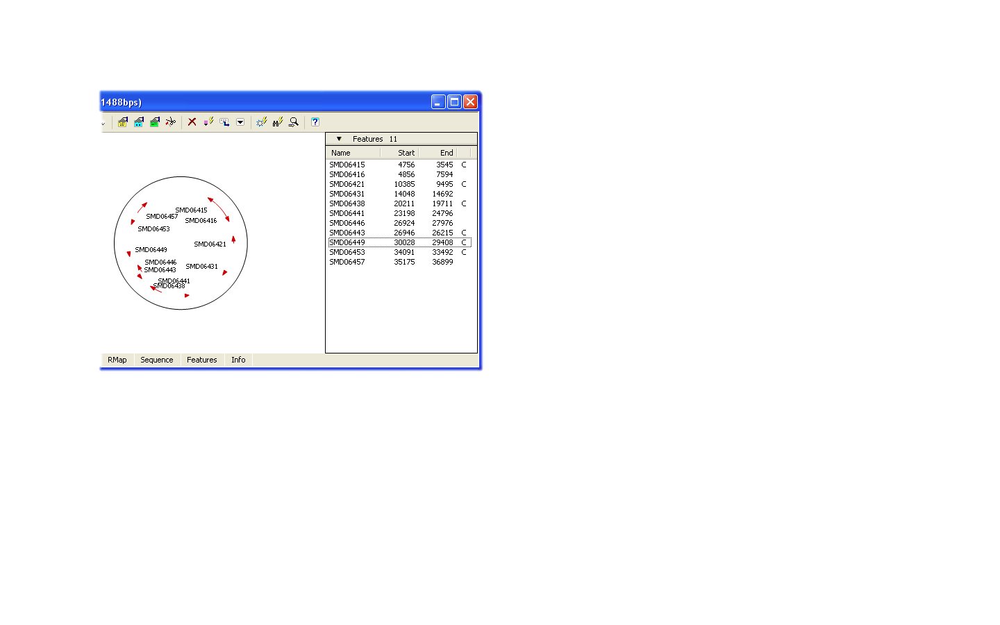 1488bps)
Features 11
Name Start End
SMD06415 4756 3545 C
SMD06416 4856 7594
SMD06421 10385 9495 C
SMD06431 14048 14692
SMD06438 20211 19711 C
SMD06441 23198 24796
SMD06446 26924 27976
SMD06443 26946 26215 C
SMD06449 30028 29408 C
SMD06453 34091 33492 C
SMD06457 35175 36899
SMD06415
SMD06457
SMD06416
SMD06453
SMD06421
SMD06449
SMD06446
SMD06431
SMD06443
SMD06441
SMD06438
RMap Sequence Features Info